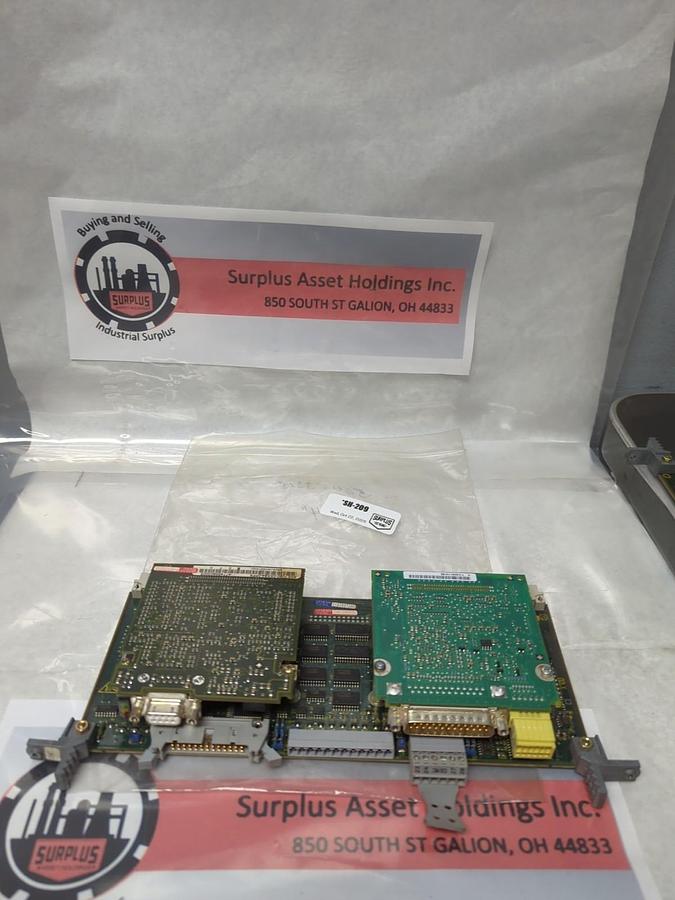 Buying and Selling
SURPLUS
Industrial Surplus
Surplus Asset Holdings Inc.
850 SOUTH ST GALION, OH 44833
SH-209
SURPLUS
Surplus Asset Holdings Inc.
850 SOUTH ST GALION, OH 44833
SURPLUS